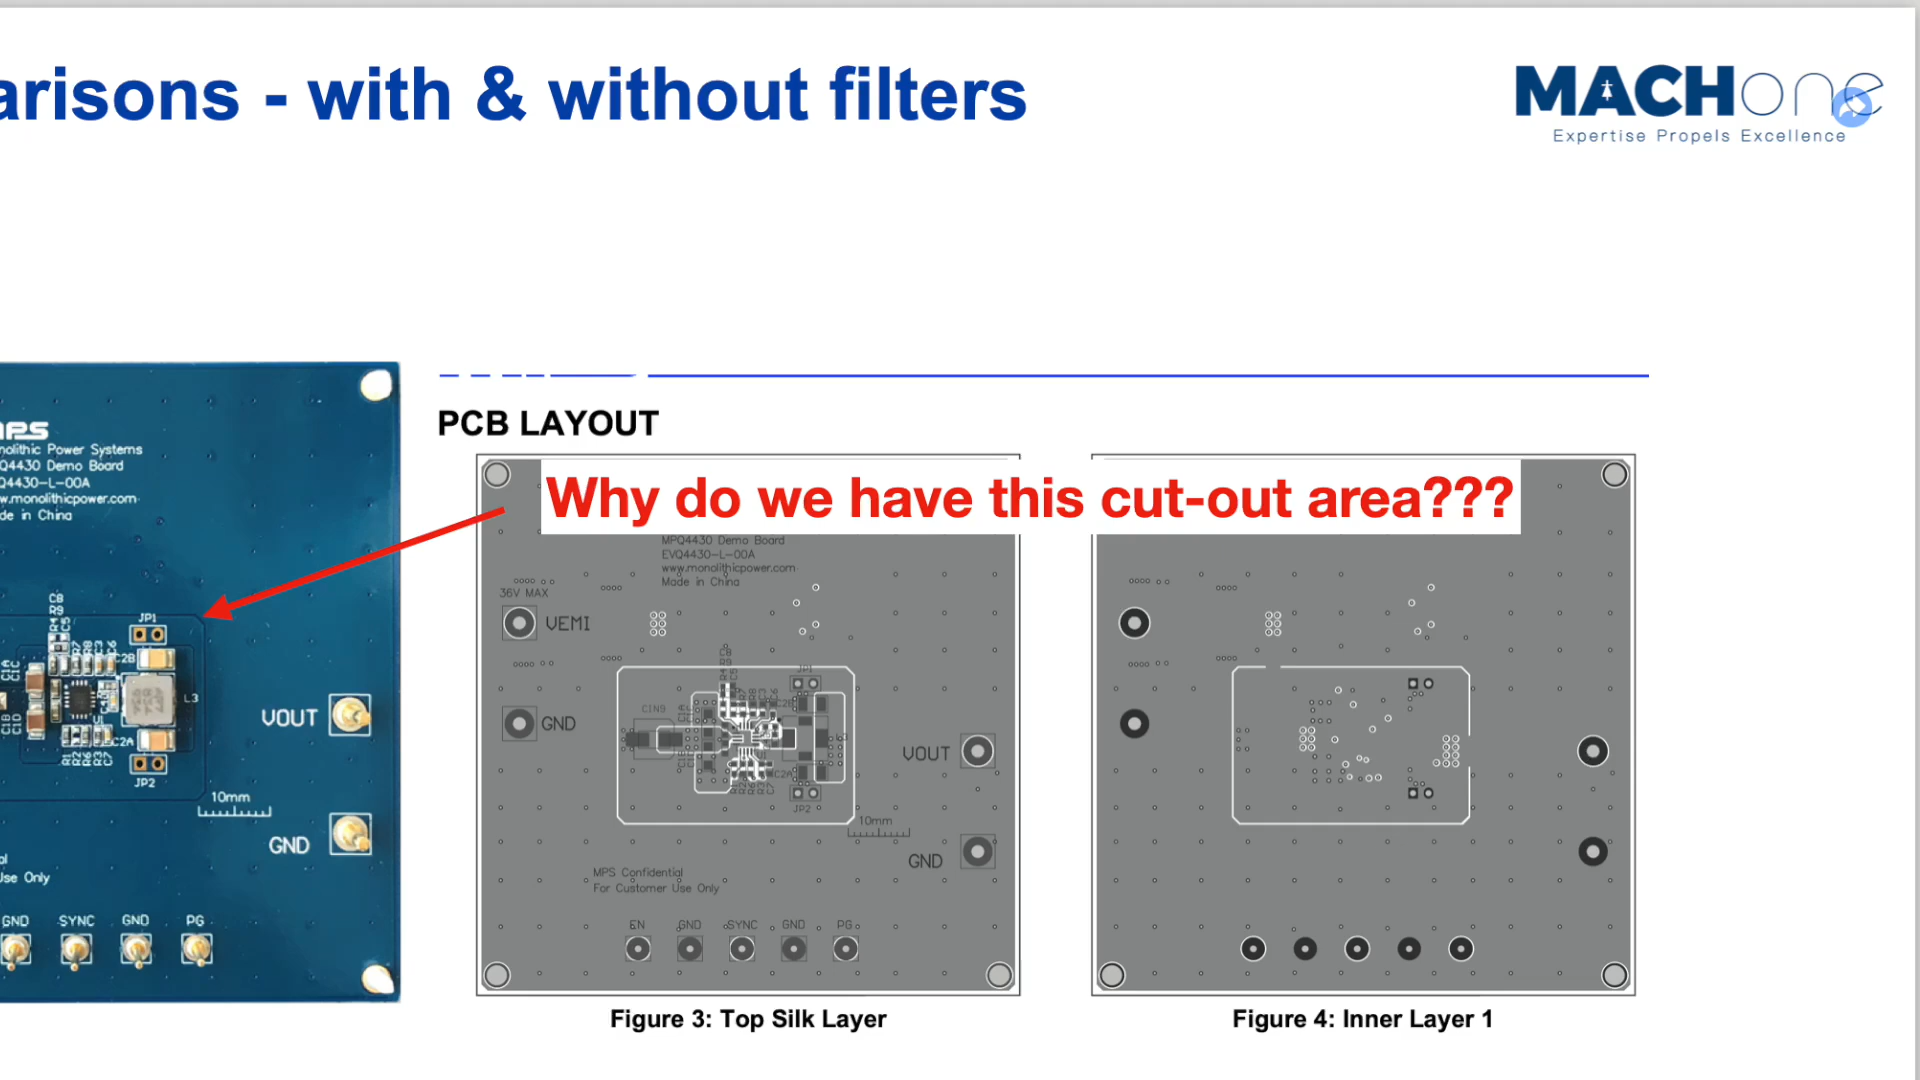 arisons - with & without filters
MACHone
Expertise Propels Excellence
PCB LAYOUT
Why do we have this cut-out area???
MPS
nolithic Power Systems
Q4430 Demo Board
Q4430-L-00A
w.monolithicpower.com
de in China
C8
R9
JP1
C2B
L3
VOUT
C2A
JP2
10mm
GND
Use Only
GND
SYNC
GND
PG
MPQ4430 Demo Board
EVQ4430-L-00A
www.monolithicpower.com
Made in China
36V MAX
VEMI
CIN9
GND
VOUT
JP2
10mm
GND
MPS Confidential
For Customer Use Only
EN
GND
SYNC
GND
PG
Figure 3: Top Silk Layer
Figure 4: Inner Layer 1